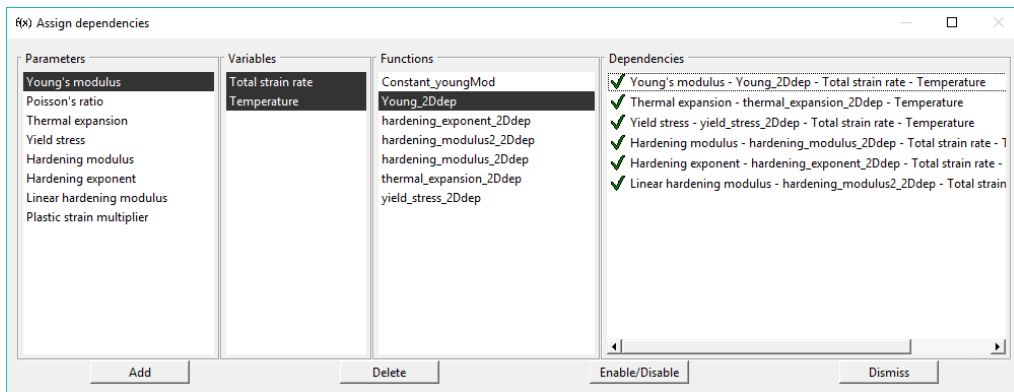 f(x) Assign dependencies
Parameters
Young's modulus
Poisson's ratio
Thermal expansion
Yield stress
Hardening modulus
Hardening exponent
Linear hardening modulus
Plastic strain multiplier
Variables
Total strain rate
Temperature
Functions
Constant_youngMod
Young_2Ddep
hardening_exponent_2Ddep
hardening_modulus2_2Ddep
hardening_modulus_2Ddep
thermal_expansion_2Ddep
yield_stress_2Ddep
Dependencies
Young's modulus - Young_2Ddep - Total strain rate - Temperature
Thermal expansion - thermal_expansion_2Ddep - Temperature
Yield stress - yield_stress_2Ddep - Total strain rate - Temperature
Hardening modulus - hardening_modulus_2Ddep - Total strain rate - T
Hardening exponent - hardening_exponent_2Ddep - Total strain rate -
Linear hardening modulus - hardening_modulus2_2Ddep - Total strain
Add
Delete
Enable/Disable
Dismiss